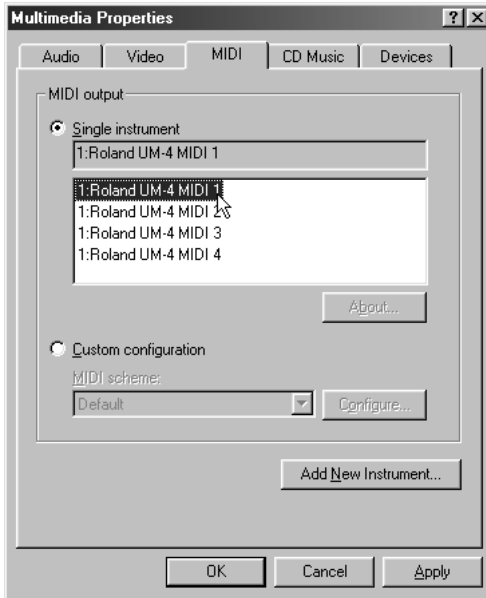 Multimedia Properties
? ×
Audio Video MIDI CD Music Devices
MIDI output
Single instrument
1:Roland UM-4 MIDI 1
1:Roland UM-4 MIDI 1
1:Roland UM-4 MIDI 2
1:Roland UM-4 MIDI 3
1:Roland UM-4 MIDI 4
About...
Custom configuration
MIDI scheme:
Default Configure...
Add New Instrument...
OK Cancel Apply